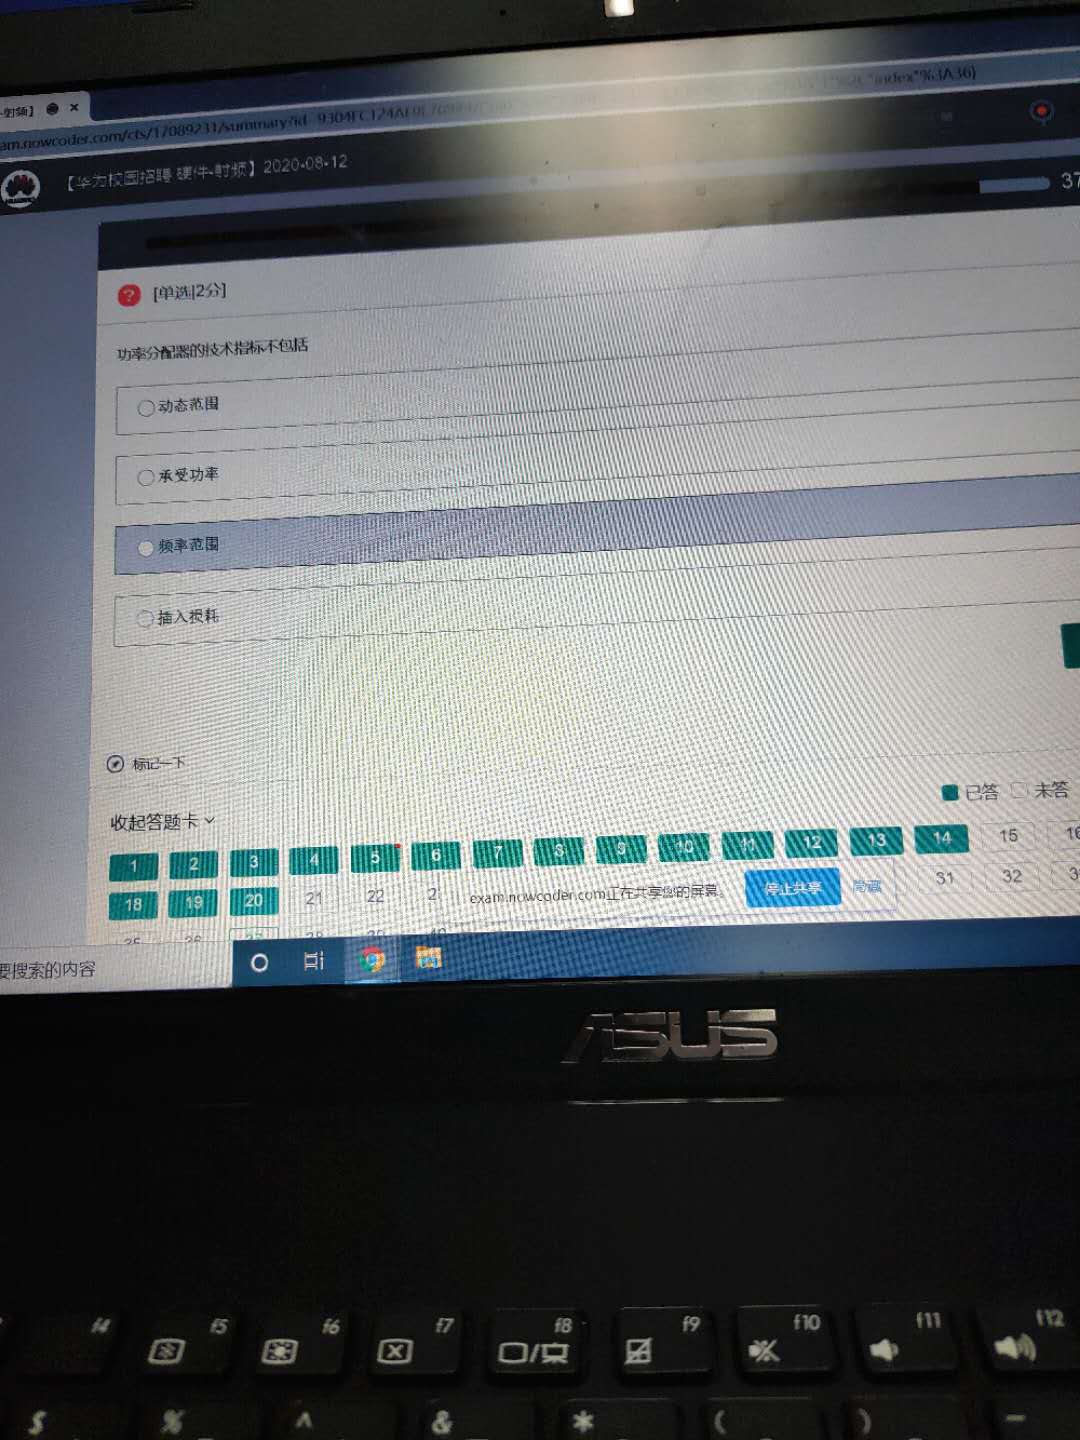 -射频】 ×
am.nowcoder.com/cts/17089231/summary?id=9304FC124AF0E index"%3A36}
【华为校园招聘 硬件-射频】2020-08-12
37
? [单选|2分]
功率分配器的技术指标不包括
动态范围
承受功率
频率范围
插入损耗
标记一下
已答 未答
收起答题卡
1 2 3 4 5 6 7 8 9 10 11 12 13 14 15 16
18 19 20 21 22 2 31 32 3
exam.nowcoder.com正在共享您的屏幕。 停止共享 隐藏
要搜索的内容
ASUS
f4 f5 f6 f7 f8 f9 f10 f11 f12
$ % ^ & * ( ) -